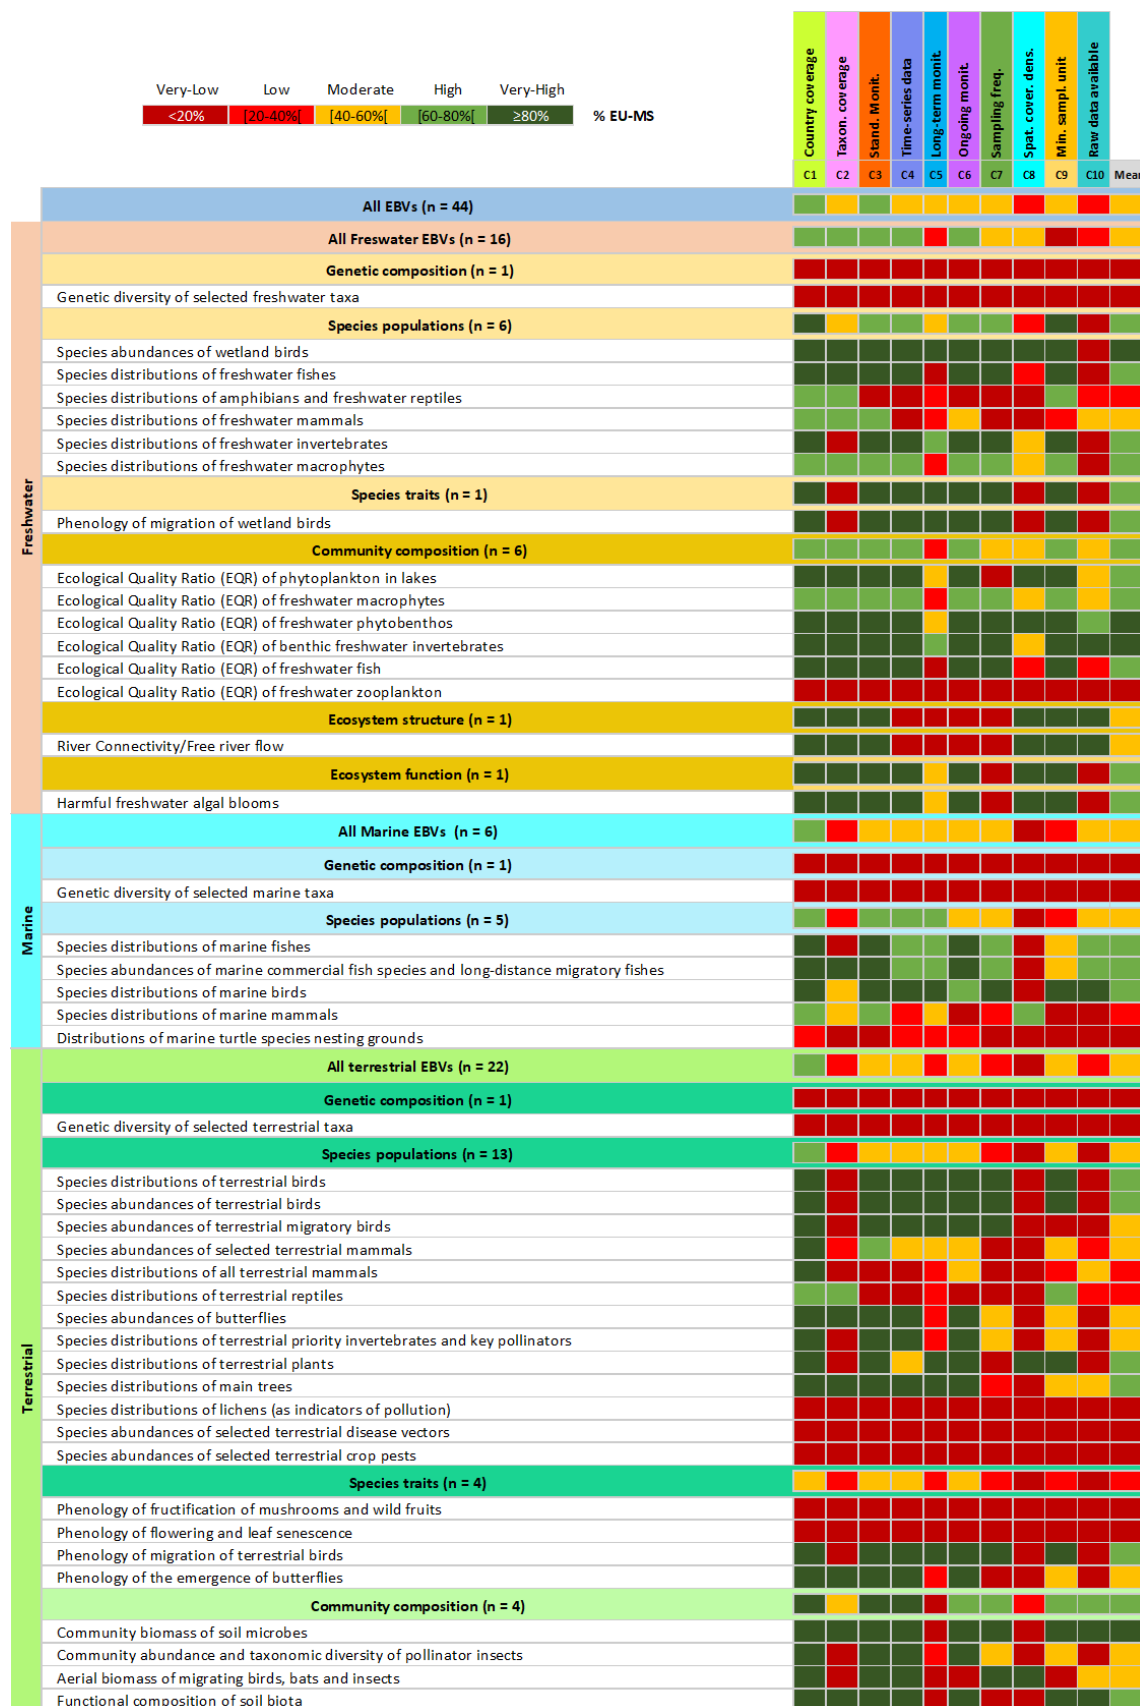 Country coverage
Taxon. coverage
Stand. Monit.
Time-series data
Long-term monit.
Ongoing monit.
Sampling freq.
Spat. cover. dens.
Min. sampl. unit
Raw data available
Very-Low Low Moderate High Very-High
<20% [20-40%[ [40-60%[ [60-80%[ ≥80% % EU-MS
C1 C2 C3 C4 C5 C6 C7 C8 C9 C10 Mean
All EBVs (n = 44)
Freshwater
All Freswater EBVs (n = 16)
Genetic composition (n = 1)
Genetic diversity of selected freshwater taxa
Species populations (n = 6)
Species abundances of wetland birds
Species distributions of freshwater fishes
Species distributions of amphibians and freshwater reptiles
Species distributions of freshwater mammals
Species distributions of freshwater invertebrates
Species distributions of freshwater macrophytes
Species traits (n = 1)
Phenology of migration of wetland birds
Community composition (n = 6)
Ecological Quality Ratio (EQR) of phytoplankton in lakes
Ecological Quality Ratio (EQR) of freshwater macrophytes
Ecological Quality Ratio (EQR) of freshwater phytobenthos
Ecological Quality Ratio (EQR) of benthic freshwater invertebrates
Ecological Quality Ratio (EQR) of freshwater fish
Ecological Quality Ratio (EQR) of freshwater zooplankton
Ecosystem structure (n = 1)
River Connectivity/Free river flow
Ecosystem function (n = 1)
Harmful freshwater algal blooms
Marine
All Marine EBVs (n = 6)
Genetic composition (n = 1)
Genetic diversity of selected marine taxa
Species populations (n = 5)
Species distributions of marine fishes
Species abundances of marine commercial fish species and long-distance migratory fishes
Species distributions of marine birds
Species distributions of marine mammals
Distributions of marine turtle species nesting grounds
Terrestrial
All terrestrial EBVs (n = 22)
Genetic composition (n = 1)
Genetic diversity of selected terrestrial taxa
Species populations (n = 13)
Species distributions of terrestrial birds
Species abundances of terrestrial birds
Species abundances of terrestrial migratory birds
Species abundances of selected terrestrial mammals
Species distributions of all terrestrial mammals
Species distributions of terrestrial reptiles
Species abundances of butterflies
Species distributions of terrestrial priority invertebrates and key pollinators
Species distributions of terrestrial plants
Species distributions of main trees
Species distributions of lichens (as indicators of pollution)
Species abundances of selected terrestrial disease vectors
Species abundances of selected terrestrial crop pests
Species traits (n = 4)
Phenology of fructification of mushrooms and wild fruits
Phenology of flowering and leaf senescence
Phenology of migration of terrestrial birds
Phenology of the emergence of butterflies
Community composition (n = 4)
Community biomass of soil microbes
Community abundance and taxonomic diversity of pollinator insects
Aerial biomass of migrating birds, bats and insects
Functional composition of soil biota